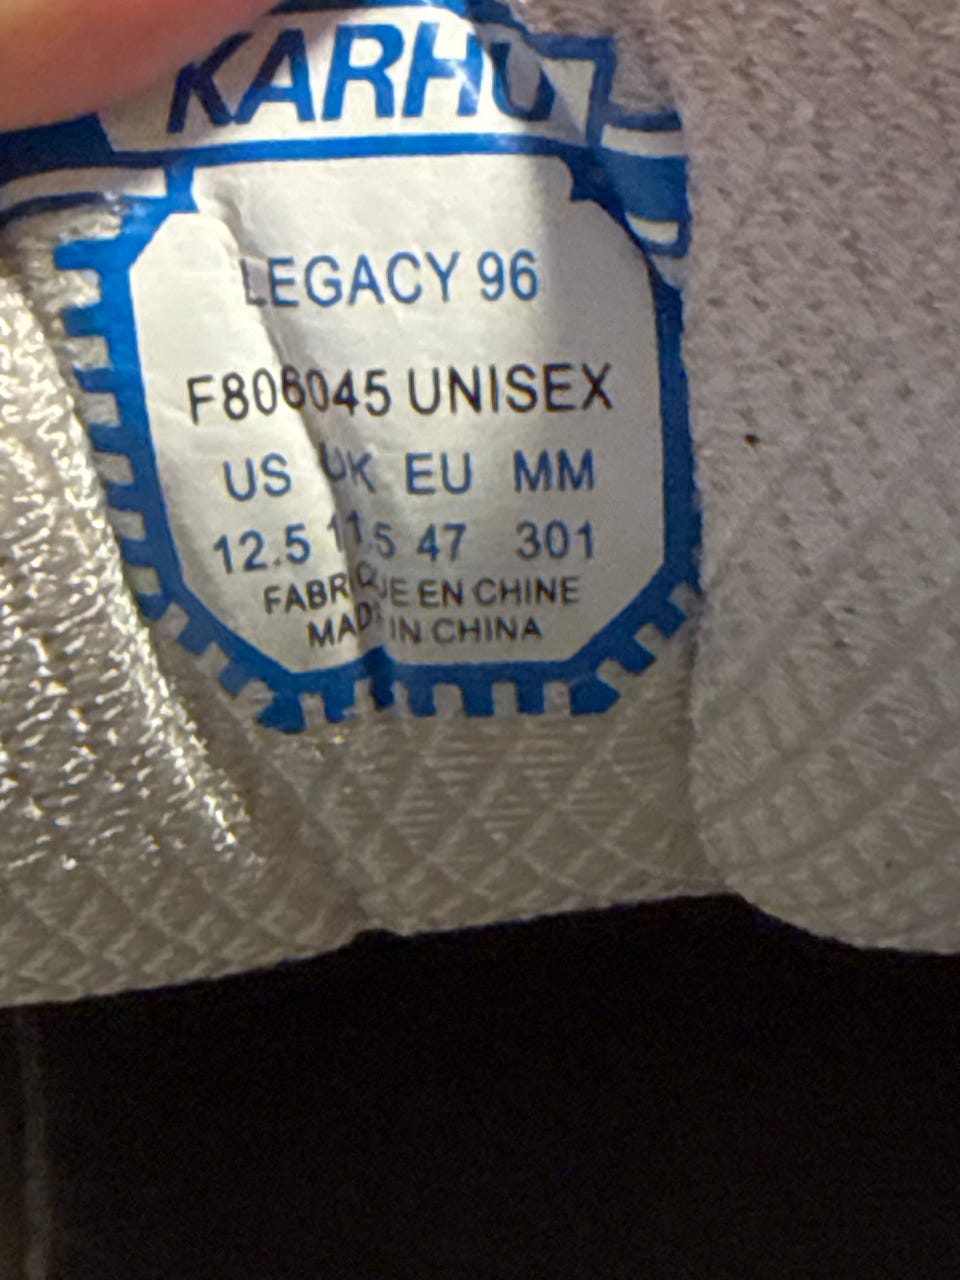 KARHU
LEGACY 96
F806045 UNISEX
US UK EU MM
12.5 11.5 47 301
FABRIQUE EN CHINE
MADE IN CHINA